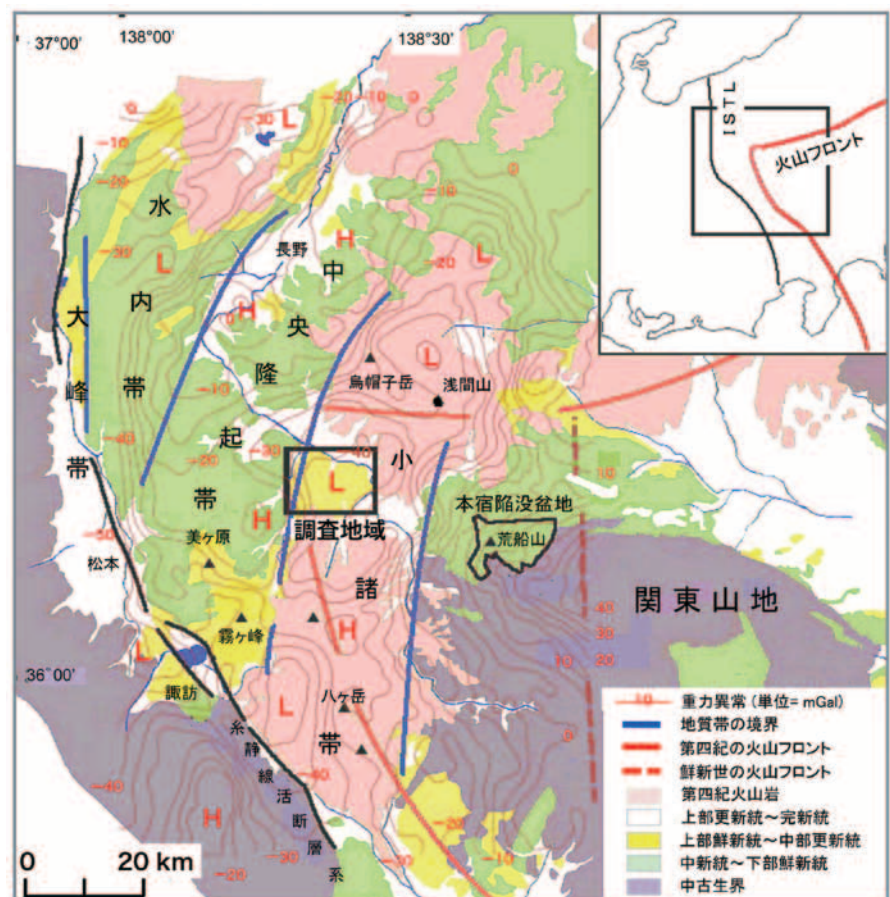 37°00′
138°00′
138°30′
ISTL
火山フロント
水内帯
長野
中央隆起帯
大峰帯
烏帽子岳
浅間山
小諸帯
調査地域
本宿陥没盆地
荒船山
美ヶ原
松本
関東山地
霧ヶ峰
36°00′
諏訪
八ヶ岳
糸静線活断層系
L
H
-10
-20
-30
-40
0
10
10 重力異常 (単位= mGal)
地質帯の境界
第四紀の火山フロント
鮮新世の火山フロント
第四紀火山岩
上部更新統～完新統
上部鮮新統～中部更新統
中新統～下部鮮新統
中古生界
0 20 km